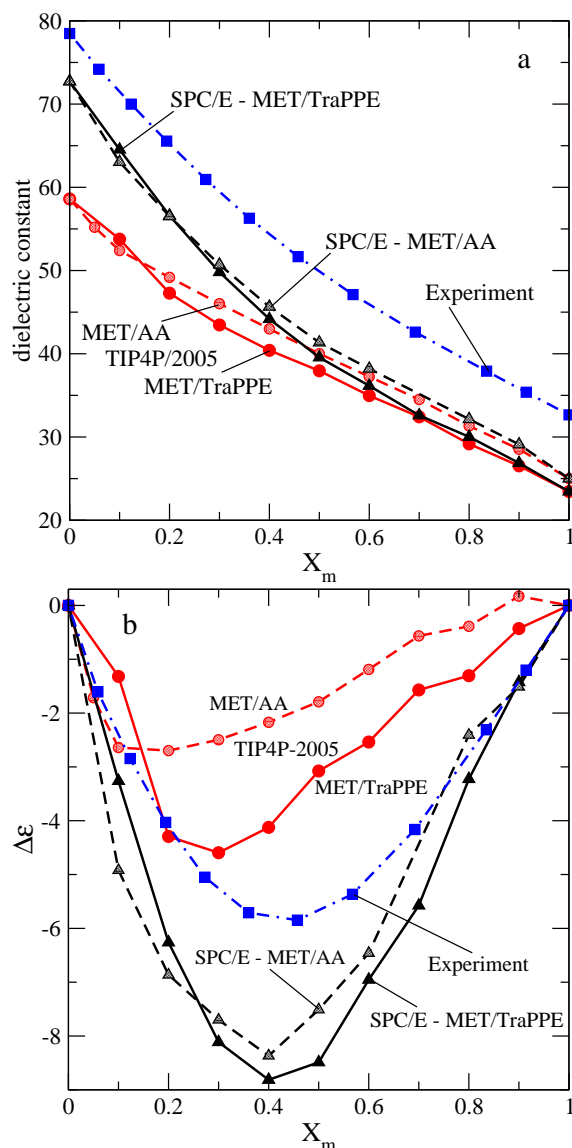 80
a
SPC/E - MET/TraPPE
70
60
dielectric constant
SPC/E - MET/AA
50
Experiment
MET/AA
40
TIP4P/2005
MET/TraPPE
30
20
0 0.2 0.4 0.6 0.8 1
X_m
0
b
MET/AA
-2
TIP4P-2005
MET/TraPPE
Δε
-4
-6
SPC/E - MET/AA
Experiment
SPC/E - MET/TraPPE
-8
0 0.2 0.4 0.6 0.8 1
X_m